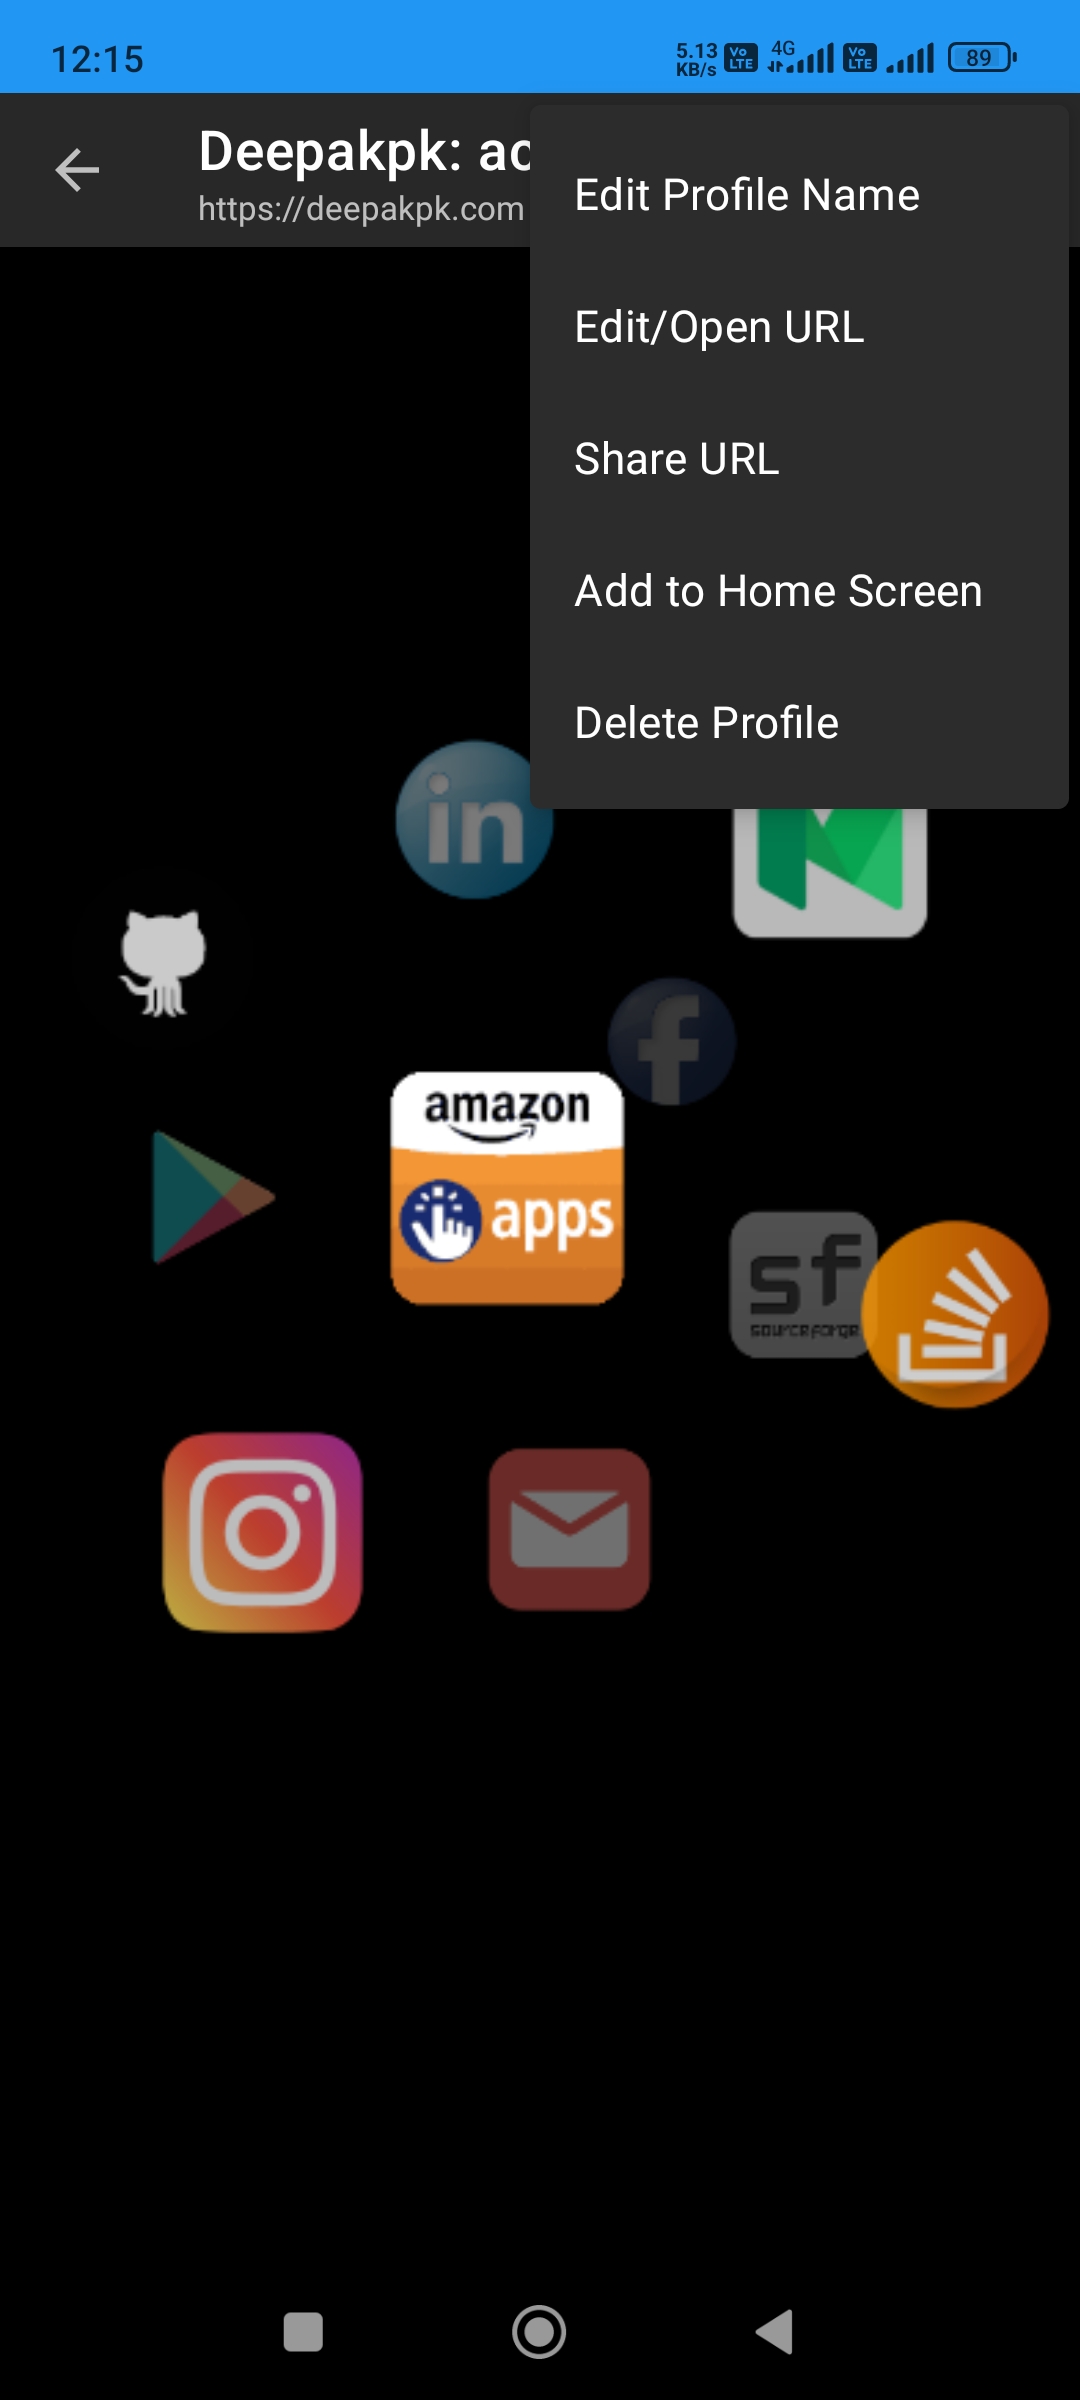 12:15
5.13
KB/s
Vo
LTE
4G
Vo
LTE
89
Deepakpk: ac
https://deepakpk.com
Edit Profile Name
Edit/Open URL
Share URL
Add to Home Screen
Delete Profile
in
f
amazon
apps
sf
sourceforge